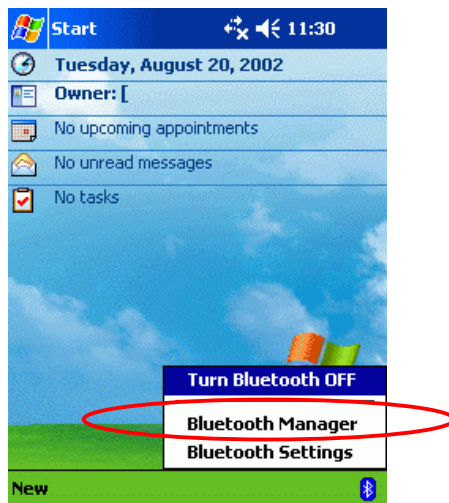 Start 11:30
Tuesday, August 20, 2002
Owner: [
No upcoming appointments
No unread messages
No tasks
Turn Bluetooth OFF
Bluetooth Manager
Bluetooth Settings
New